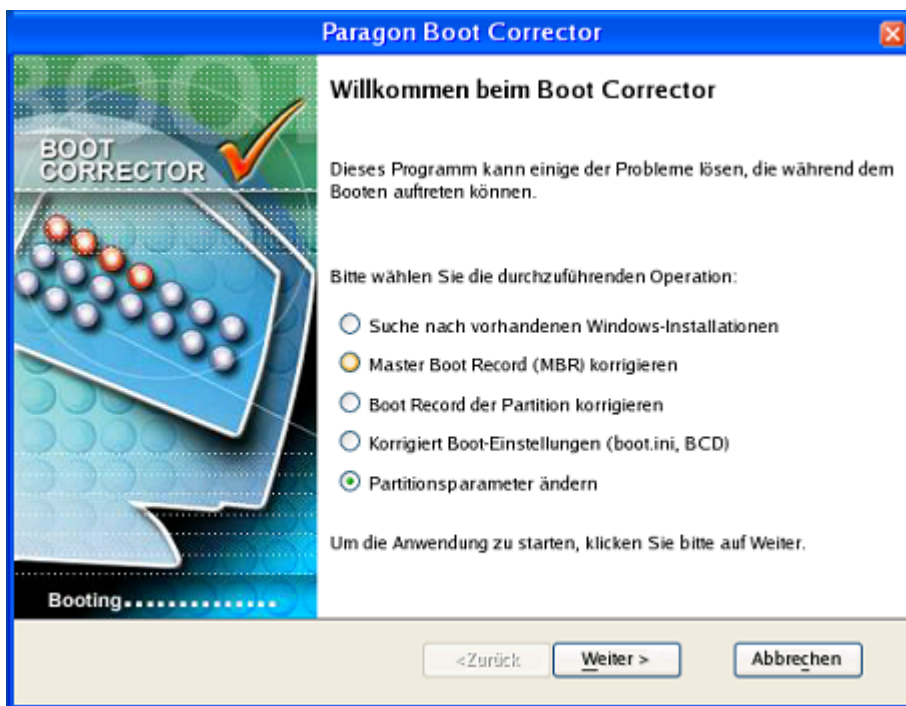 Paragon Boot Corrector
BOOT
BOOT
CORRECTOR
Willkommen beim Boot Corrector
Dieses Programm kann einige der Probleme lösen, die während dem
Booten auftreten können.
Bitte wählen Sie die durchzuführenden Operation:
Suche nach vorhandenen Windows-Installationen
Master Boot Record (MBR) korrigieren
Boot Record der Partition korrigieren
Korrigiert Boot-Einstellungen (boot.ini, BCD)
Partitionsparameter ändern
Um die Anwendung zu starten, klicken Sie bitte auf Weiter.
Booting..............
<Zurück
Weiter >
Abbrechen